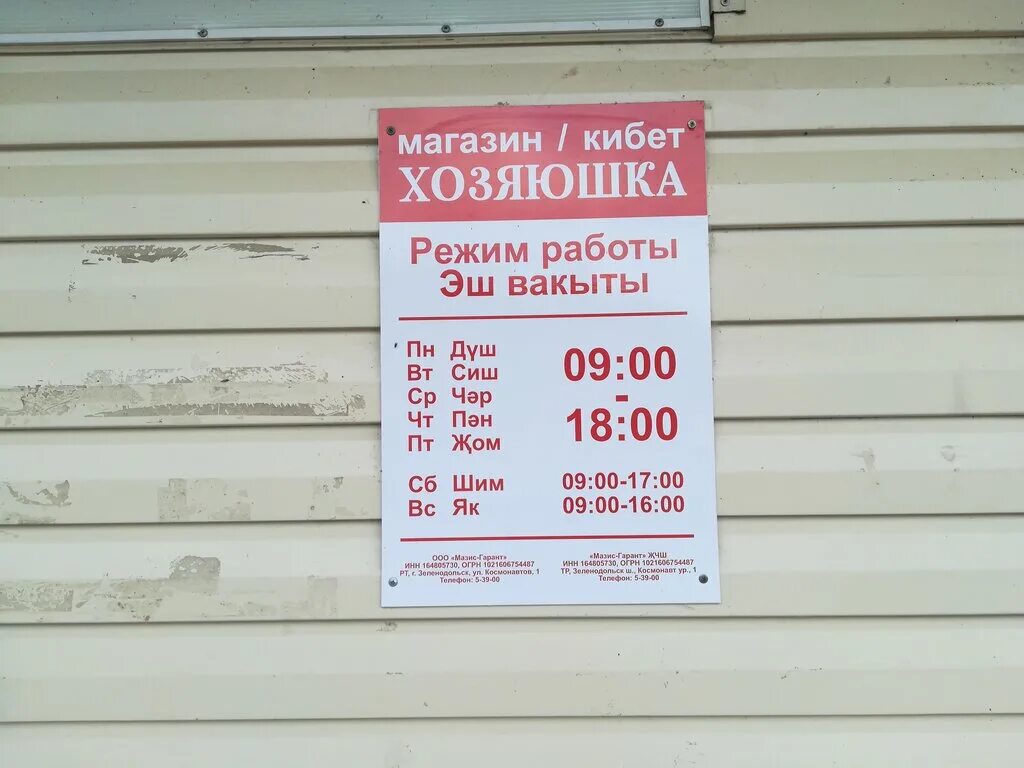 магазин / кибет
ХОЗЯЮШКА
Режим работы
Эш вакыты
Пн Дүш
Вт Сиш
Ср Чәр
Чт Пән
Пт Җом
09:00
-
18:00
Сб Шим 09:00-17:00
Вс Як 09:00-16:00
ООО «Мазис-Гарант»
ИНН 164805730, ОГРН 1021606754487
РТ, г. Зеленодольск, ул. Космонавтов, 1
Телефон: 5-39-00
«Мазис-Гарант» ҖЧШ
ИНН 164805730, ОГРН 1021606754487
ТР, Зеленодольск ш., Космонавт ур., 1
Телефон: 5-39-00